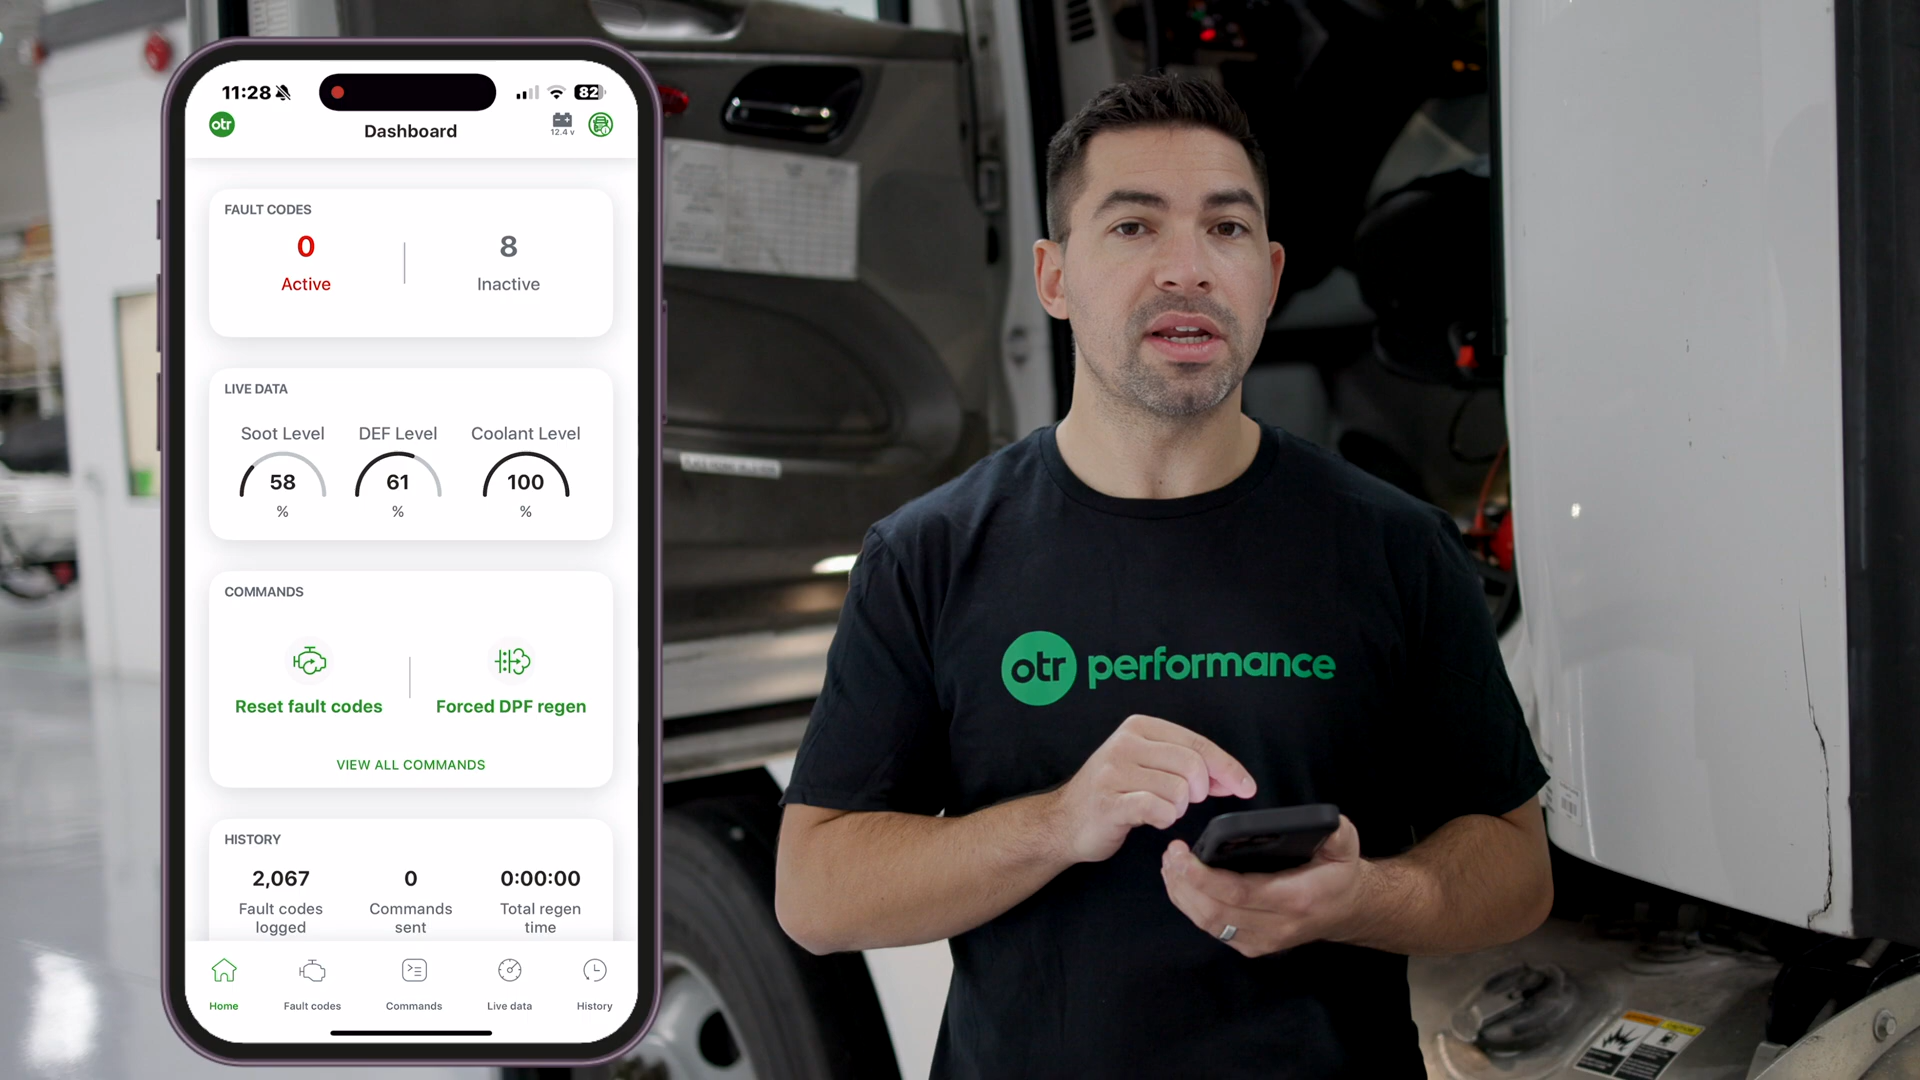 11:28
82
otr
Dashboard
12.4 v
FAULT CODES
0
8
Active
Inactive
LIVE DATA
Soot Level
DEF Level
Coolant Level
58
61
100
%
%
%
COMMANDS
Reset fault codes
Forced DPF regen
VIEW ALL COMMANDS
HISTORY
2,067
0
0:00:00
Fault codes
logged
Commands
sent
Total regen
time
Home
Fault codes
Commands
Live data
History
otr performance